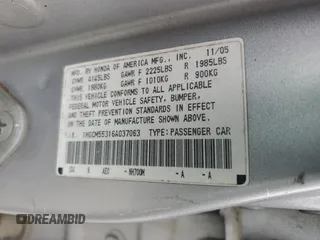 MFD. BY HONDA OF AMERICA MFG., INC. 11/05
GVWR 4145LBS GAWR F 2225LBS R 1985LBS
GVWR 1880KG GAWR F 1010KG R 900KG
THIS VEHICLE CONFORMS TO ALL APPLICABLE
FEDERAL MOTOR VEHICLE SAFETY, BUMPER,
AND THEFT PREVENTION STANDARDS IN EFFECT
ON THE DATE OF MANUFACTURE SHOWN ABOVE.
V.I.N. 1HGCM55316A037063 TYPE: PASSENGER CAR
AEO - NH700M - A - A
DREAMBID